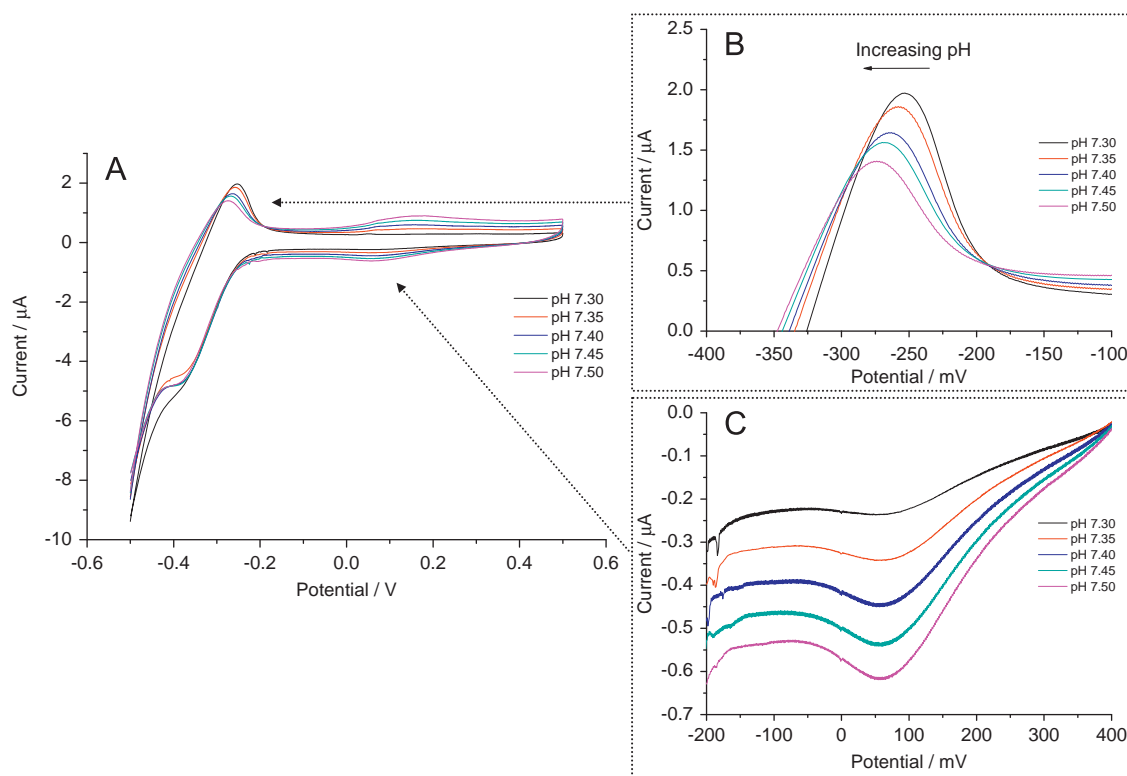 A
2
0
-2
-4
-6
-8
-10
-0.6
-0.4
-0.2
0.0
0.2
0.4
0.6
Current / µA
Potential / V
pH 7.30
pH 7.35
pH 7.40
pH 7.45
pH 7.50
B
Increasing pH
2.5
2.0
1.5
1.0
0.5
0.0
-400
-350
-300
-250
-200
-150
-100
Current / µA
Potential / mV
pH 7.30
pH 7.35
pH 7.40
pH 7.45
pH 7.50
C
0.0
-0.1
-0.2
-0.3
-0.4
-0.5
-0.6
-0.7
-200
-100
0
100
200
300
400
Current / µA
Potential / mV
pH 7.30
pH 7.35
pH 7.40
pH 7.45
pH 7.50